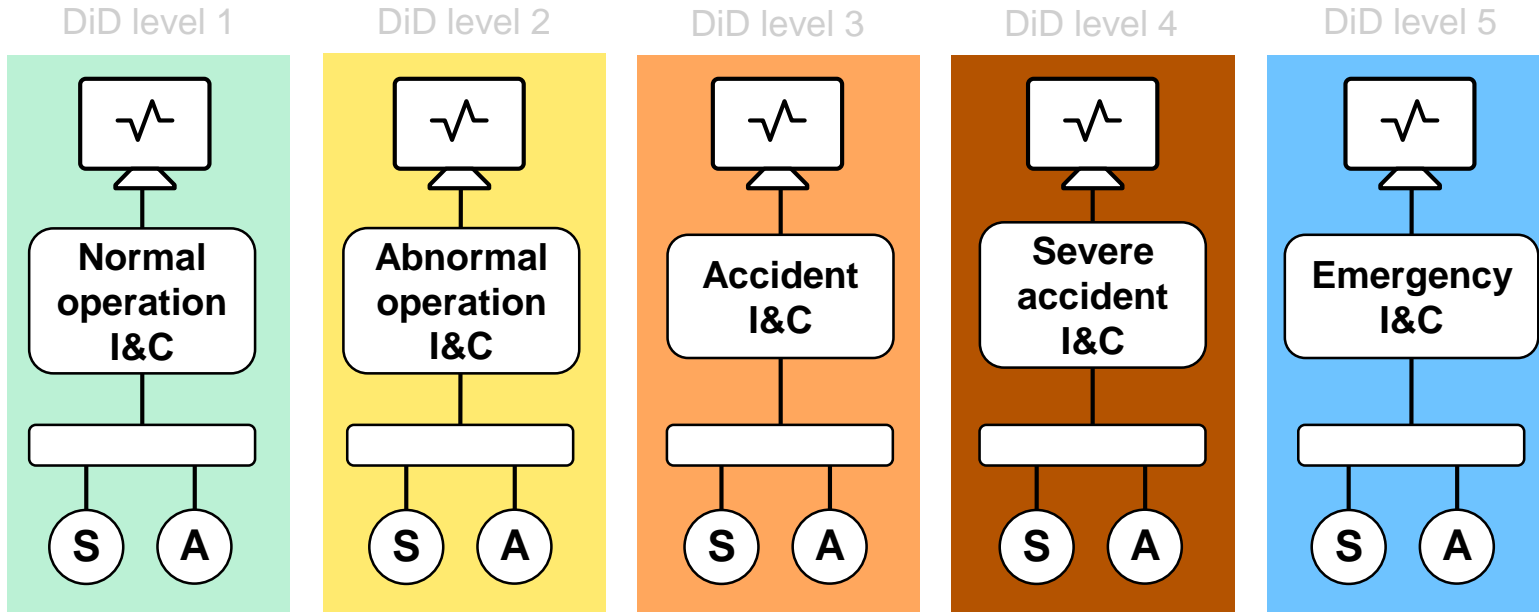 DiD level 1
DiD level 2
DiD level 3
DiD level 4
DiD level 5
Normal
operation
I&C
Abnormal
operation
I&C
Accident
I&C
Severe
accident
I&C
Emergency
I&C
S
A
S
A
S
A
S
A
S
A